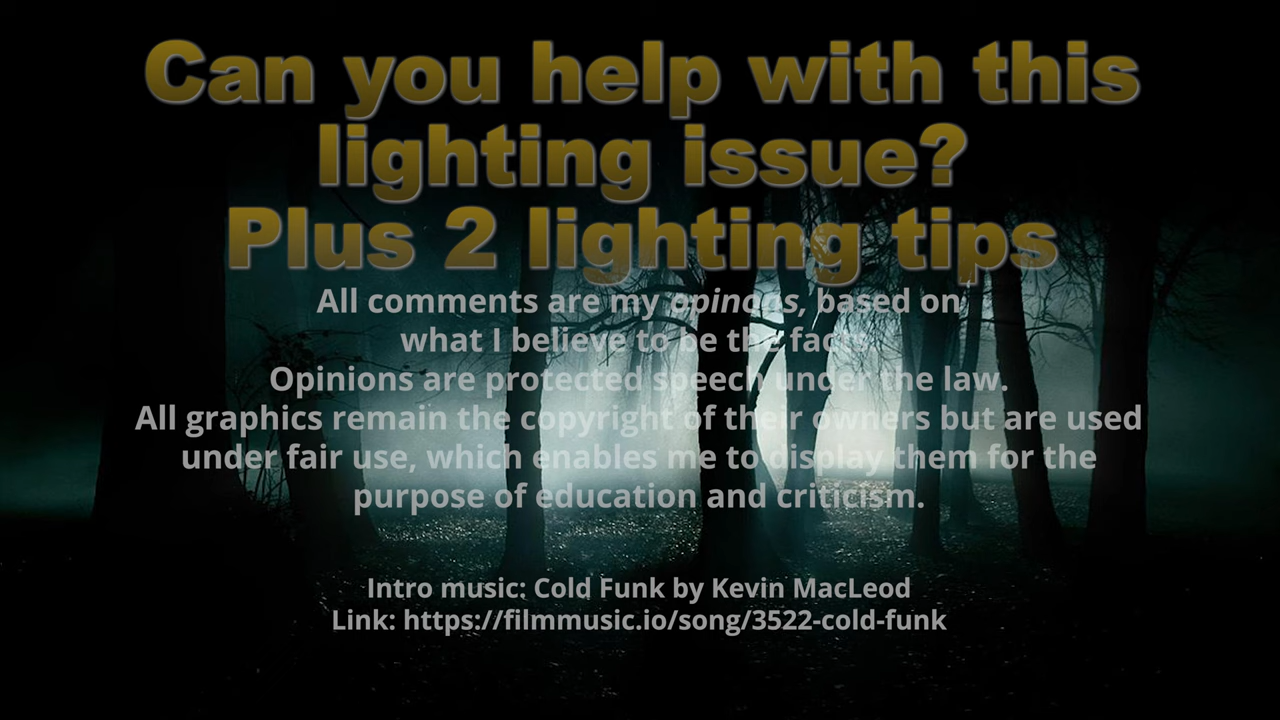 Can you help with this
lighting issue?
Plus 2 lighting tips
All comments are my opinons, based on
what I believe to be the facts
Opinions are protected speech under the law.
All graphics remain the copyright of their owners but are used
under fair use, which enables me to display them for the
purpose of education and criticism.
Intro music: Cold Funk by Kevin MacLeod
Link: https://filmmusic.io/song/3522-cold-funk